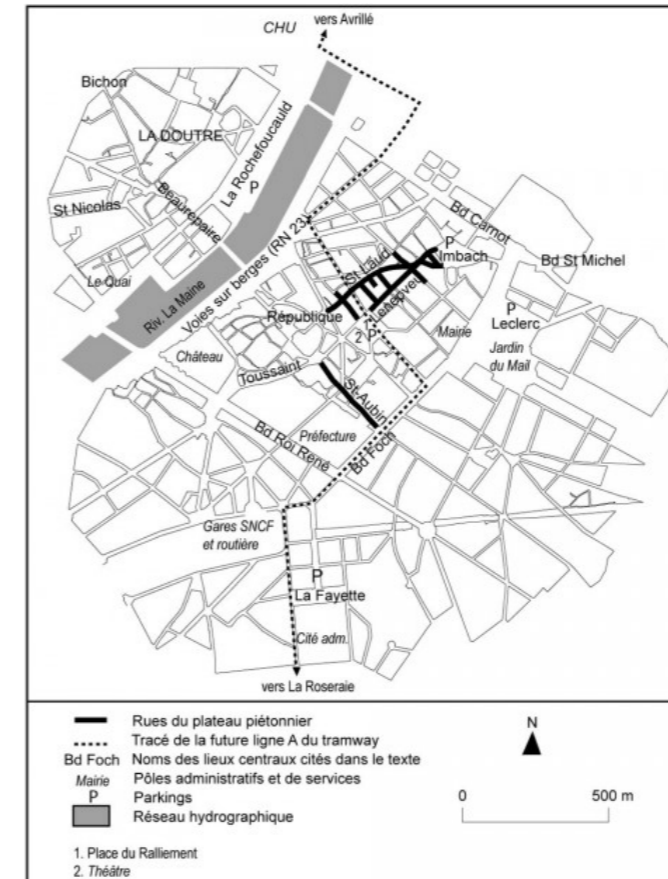 vers Avrillé
CHU
Bichon
LA DOUTRE
La Rochefoucauld
P
St Nicolas
Beaurepaire
Le Quai
Riv. La Maine
Voies sur berges (RN 23)
Bd Carnot
P
Imbach
Bd St Michel
St Laud
Lenepveu
République
1
2 P
Mairie
P
Leclerc
Jardin
du Mail
Château
Toussaint
St Aubin
Préfecture
Bd Foch
Bd Roi René
Gares SNCF
et routière
P
La Fayette
Cité adm.
vers La Roseraie
Rues du plateau piétonnier
Tracé de la future ligne A du tramway
Bd Foch Noms des lieux centraux cités dans le texte
Mairie Pôles administratifs et de services
P Parkings
Réseau hydrographique
N
0 500 m
1. Place du Ralliement
2. Théâtre